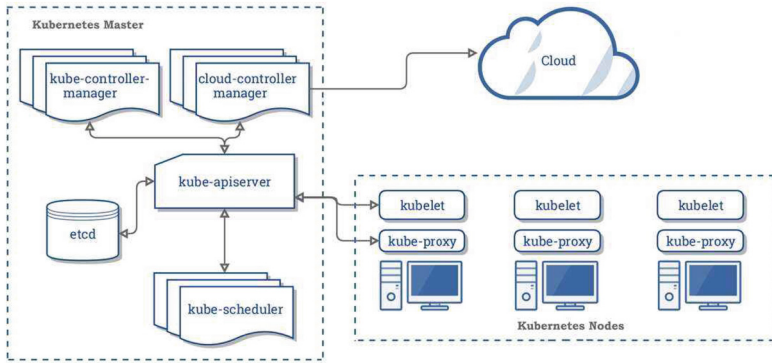 Kubernetes Master
kube-controller-
manager
cloud-controller
manager
Cloud
kube-apiserver
etcd
kube-scheduler
kubelet
kubelet
kubelet
kube-proxy
kube-proxy
kube-proxy
Kubernetes Nodes